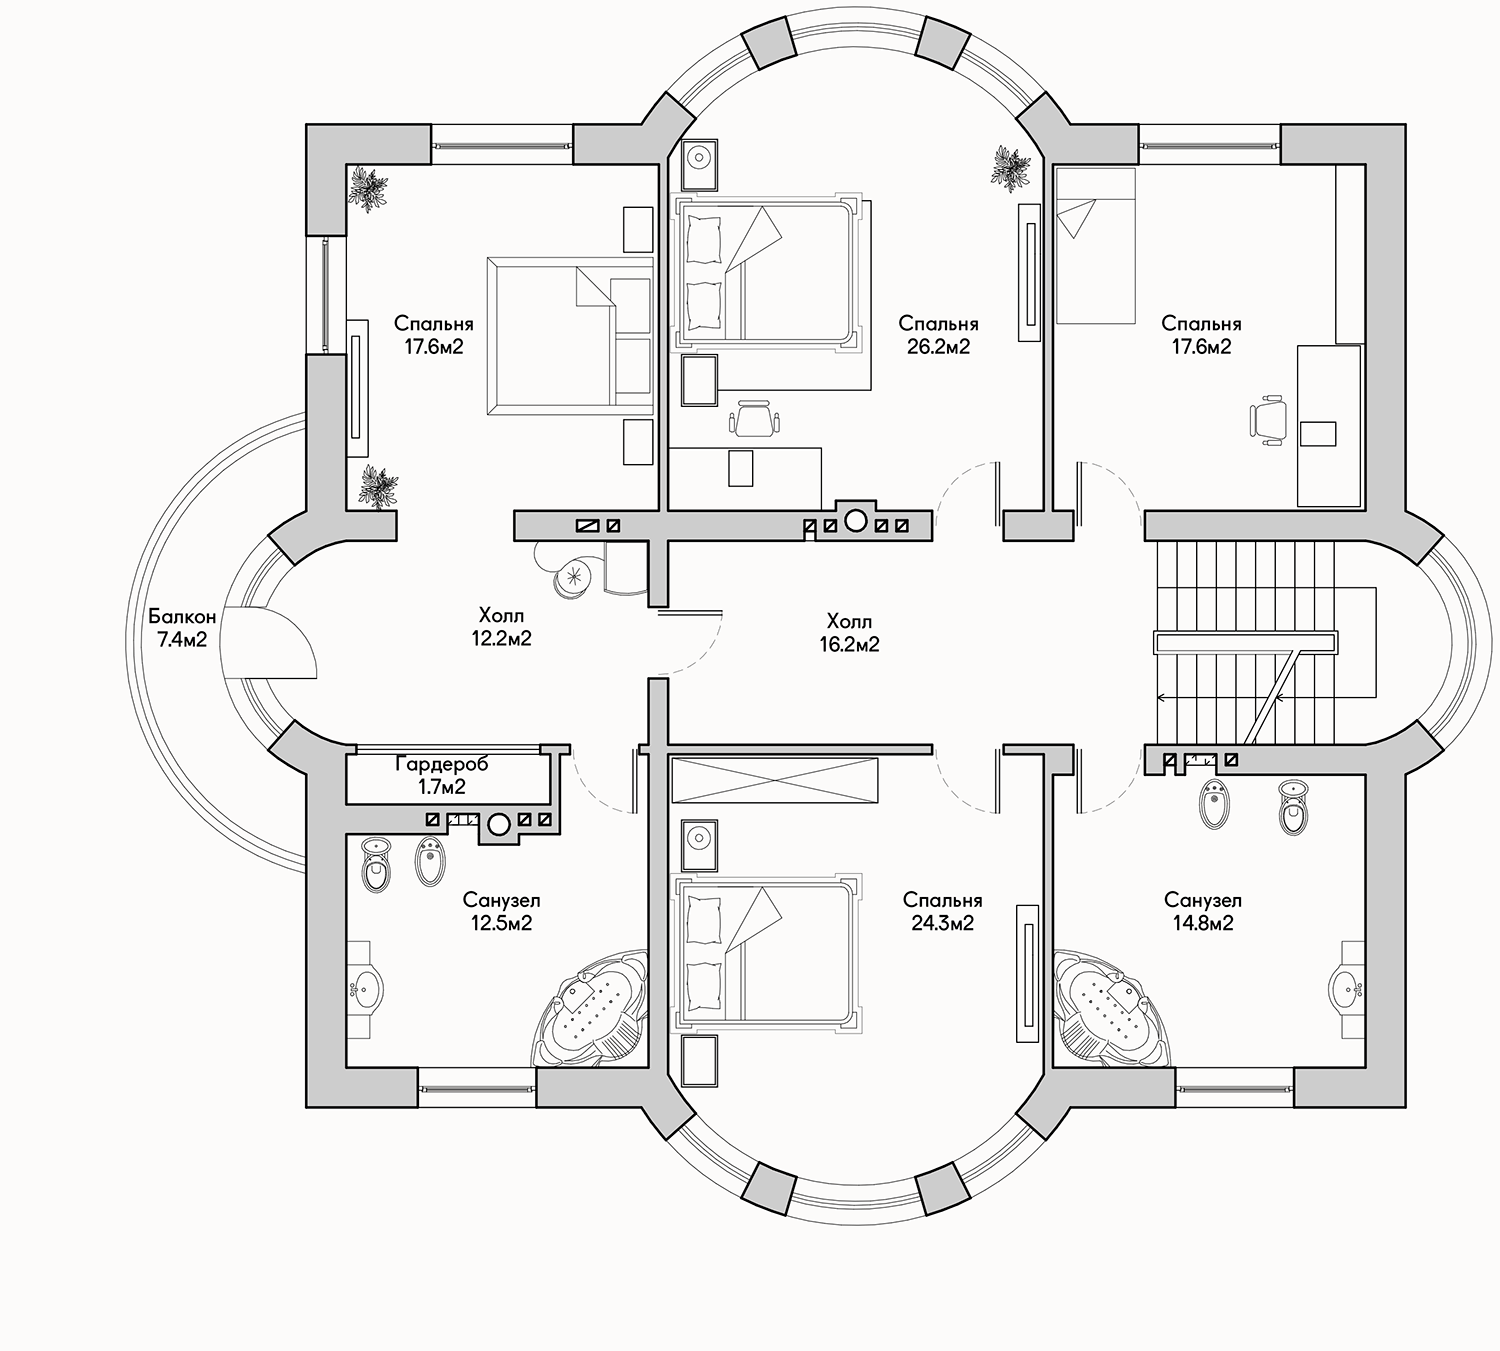 Спальня
17.6м2
Спальня
26.2м2
Спальня
17.6м2
Балкон
7.4м2
Холл
12.2м2
Холл
16.2м2
Гардероб
1.7м2
Санузел
12.5м2
Спальня
24.3м2
Санузел
14.8м2